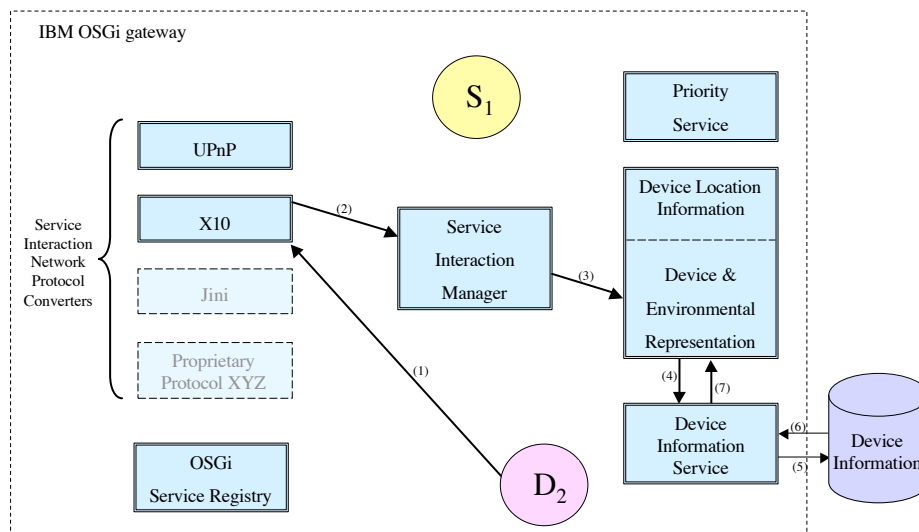 IBM OSGi gateway
S1
Priority
Service
UPnP
Device Location
Information
X10
(2)
Service
Interaction
Manager
Service
Interaction
Network
Protocol
Converters
(3)
Device &
Environmental
Representation
Jini
Proprietary
Protocol XYZ
(1)
(4)
(7)
Device
Information
Service
(6)
(5)
Device
Information
OSGi
Service Registry
D2